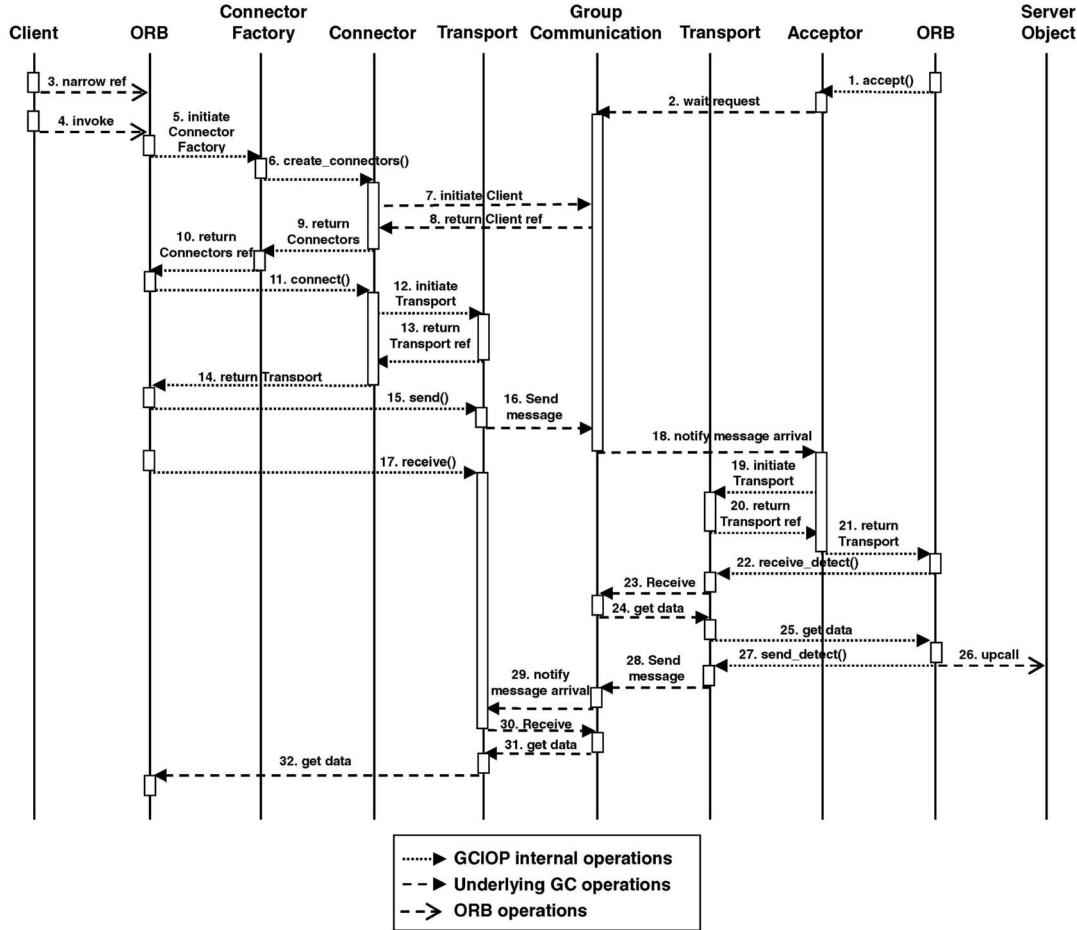 Client
ORB
Connector
Factory
Connector
Transport
Group
Communication
Transport
Acceptor
ORB
Server
Object
1. accept()
3. narrow ref
2. wait request
4. invoke
5. initiate
Connector
Factory
6. create_connectors()
7. initiate Client
8. return Client ref
9. return
Connectors
10. return
Connectors ref
11. connect()
12. initiate
Transport
13. return
Transport ref
14. return Transport
15. send()
16. Send
message
17. receive()
18. notify message arrival
19. initiate
Transport
20. return
Transport ref
21. return
Transport
22. receive_detect()
23. Receive
24. get data
25. get data
26. upcall
27. send_detect()
28. Send
message
29. notify
message arrival
30. Receive
31. get data
32. get data
GCIOP internal operations
Underlying GC operations
ORB operations